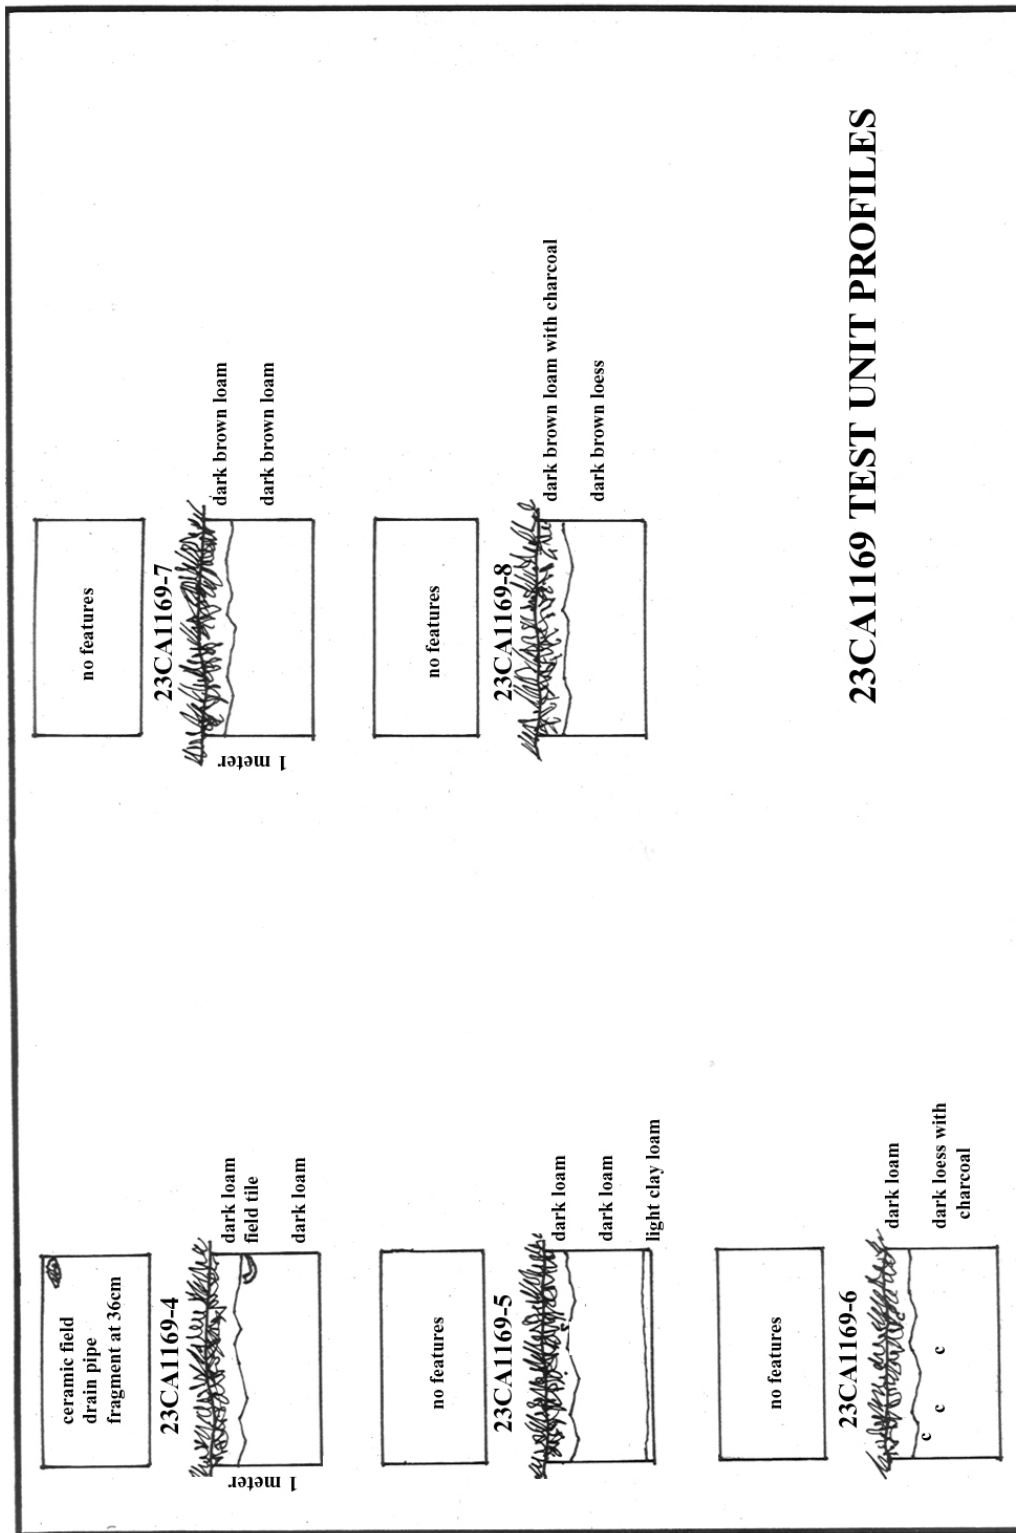 ceramic field
drain pipe
fragment at 36cm
23CA1169-4
1 meter
dark loam
field tile
dark loam
no features
23CA1169-5
dark loam
dark loam
light clay loam
no features
23CA1169-6
c
c
c
dark loam
dark loess with
charcoal
no features
23CA1169-7
1 meter
dark brown loam
dark brown loam
no features
23CA1169-8
dark brown loam with charcoal
dark brown loess
23CA1169 TEST UNIT PROFILES